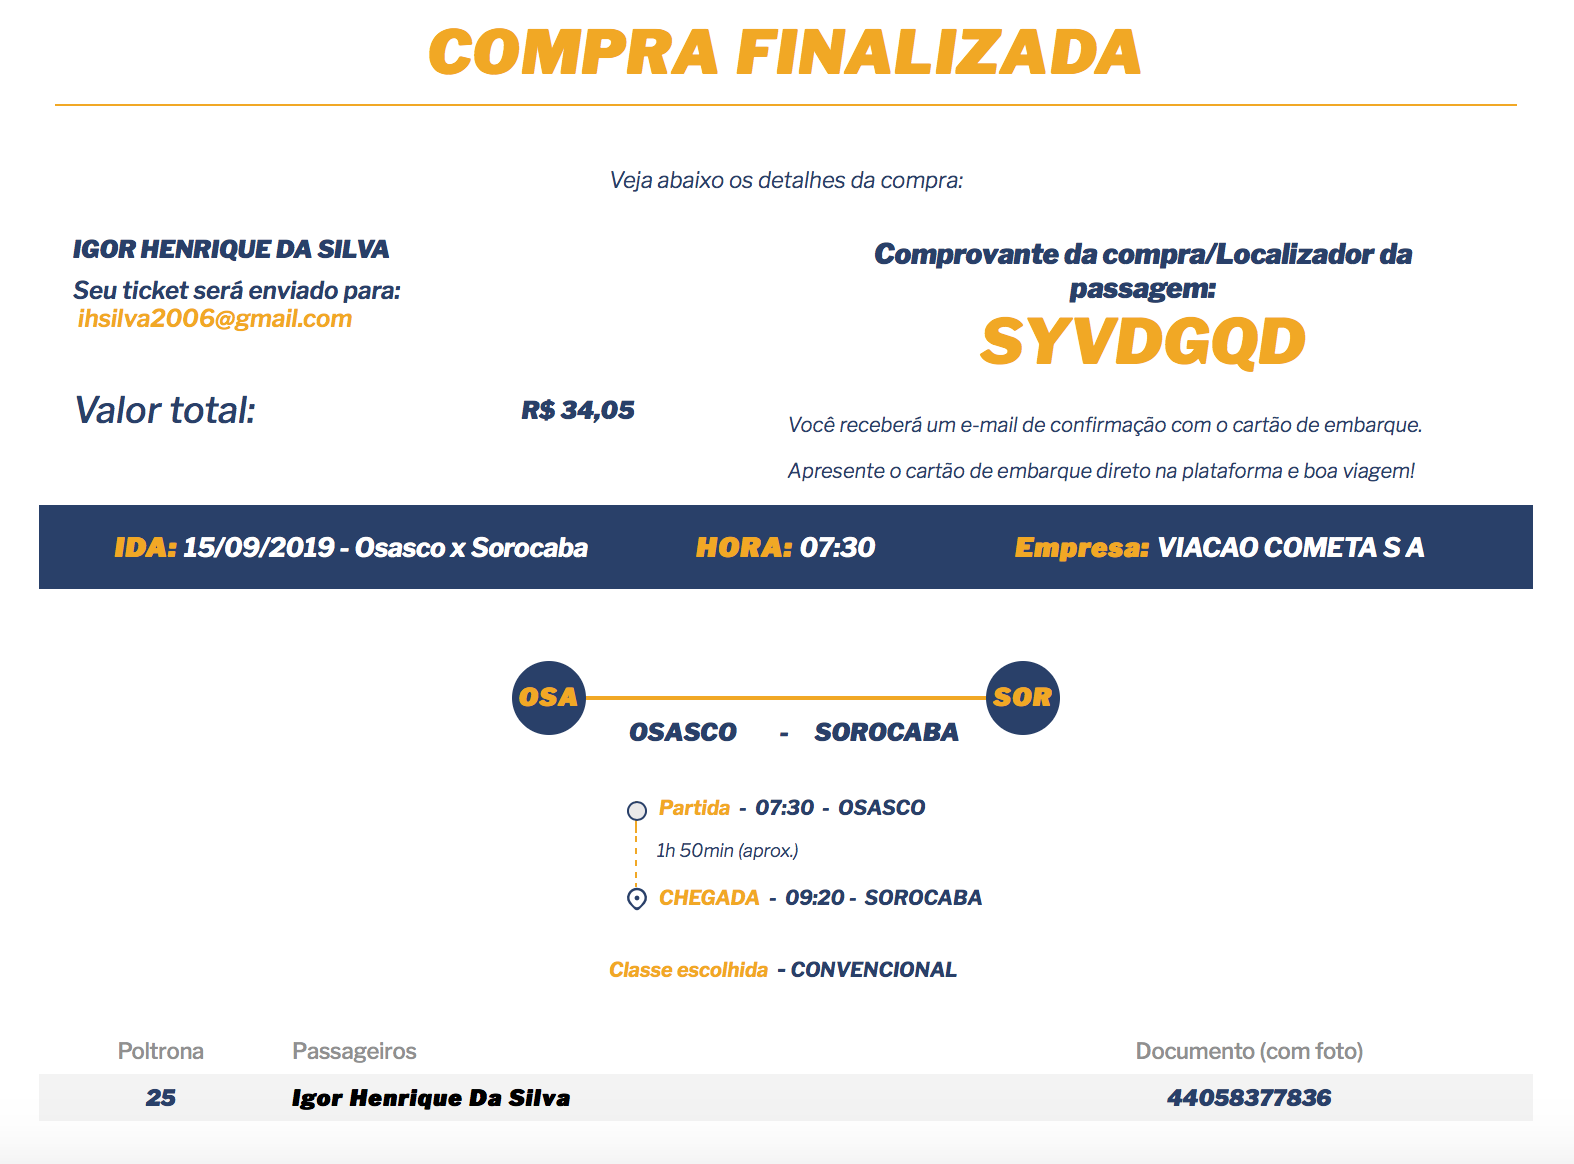 COMPRA FINALIZADA
Veja abaixo os detalhes da compra:
IGOR HENRIQUE DA SILVA
Seu ticket será enviado para:
ihsilva2006@gmail.com
Valor total: R$ 34,05
Comprovante da compra/Localizador da
passagem:
SYVDGQD
Você receberá um e-mail de confirmação com o cartão de embarque.
Apresente o cartão de embarque direto na plataforma e boa viagem!
IDA: 15/09/2019 - Osasco x Sorocaba HORA: 07:30 Empresa: VIACAO COMETA S A
OSA SOR
OSASCO - SOROCABA
Partida - 07:30 - OSASCO
1h 50min (aprox.)
CHEGADA - 09:20 - SOROCABA
Classe escolhida - CONVENCIONAL
Poltrona Passageiros Documento (com foto)
25 Igor Henrique Da Silva 44058377836